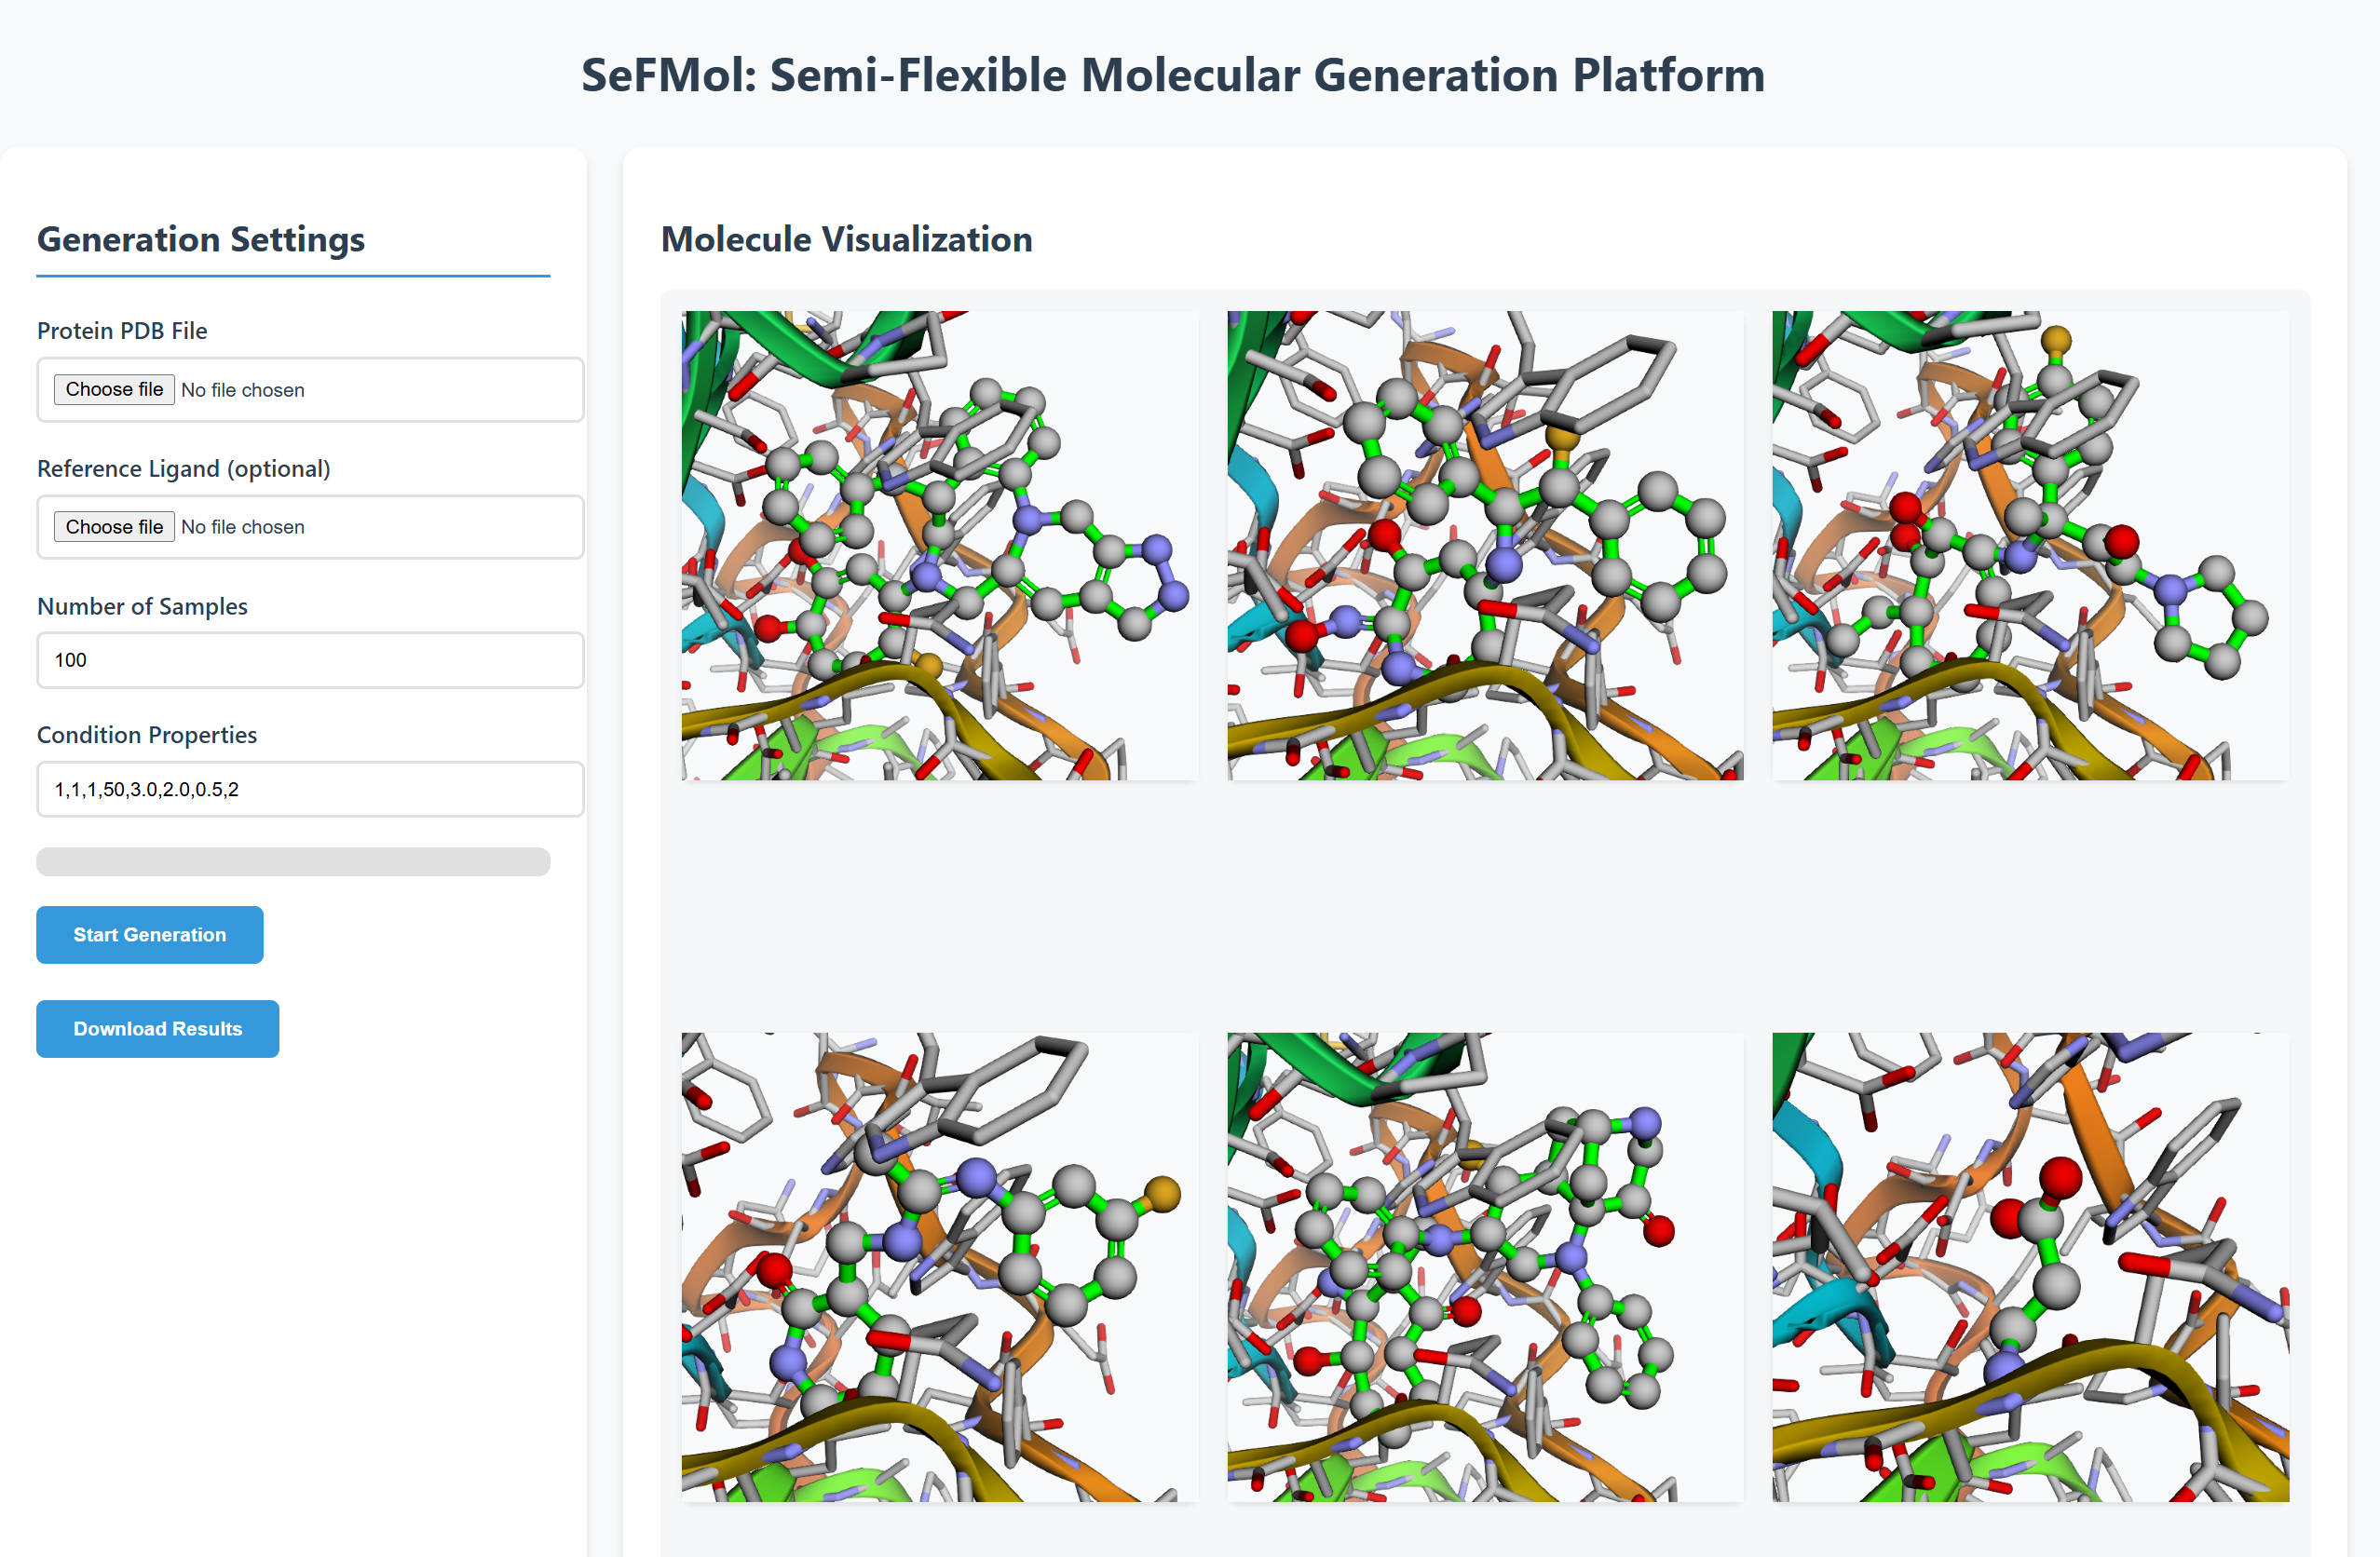 SeFMol: Semi-Flexible Molecular Generation Platform
Generation Settings
Protein PDB File
Choose file No file chosen
Reference Ligand (optional)
Choose file No file chosen
Number of Samples
100
Condition Properties
1,1,1,50,3.0,2.0,0.5,2
Start Generation
Download Results
Molecule Visualization